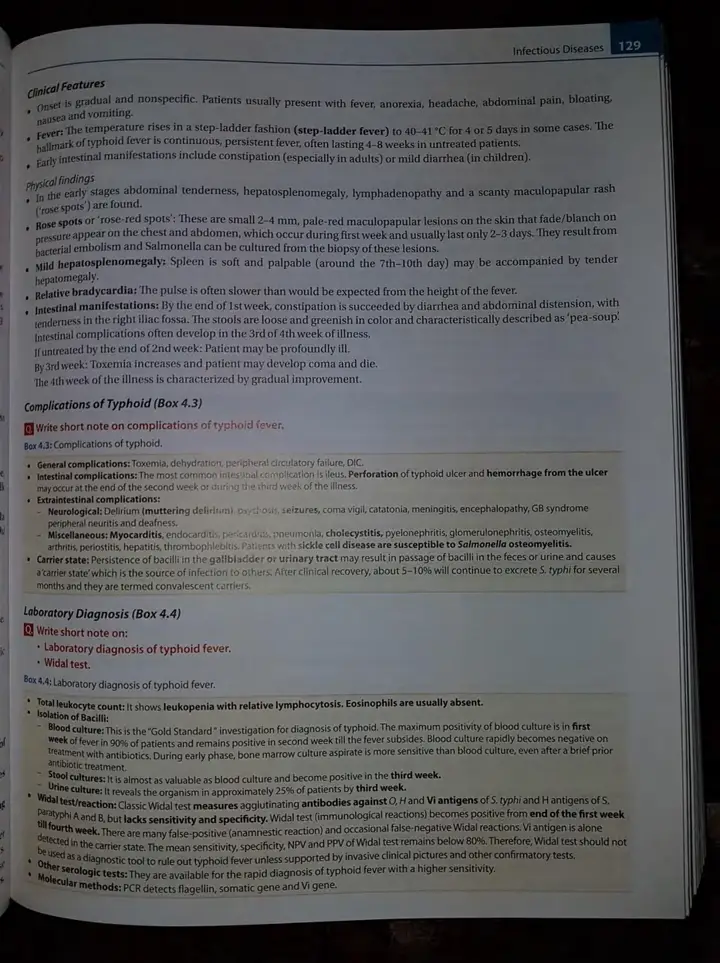 Infectious Diseases 129
Clinical Features
• Onset is gradual and nonspecific. Patients usually present with fever, anorexia, headache, abdominal pain, bloating,
nausea and vomiting.
• Fever: The temperature rises in a step-ladder fashion (step-ladder fever) to 40–41 °C for 4 or 5 days in some cases. The
hallmark of typhoid fever is continuous, persistent fever, often lasting 4–8 weeks in untreated patients.
• Early intestinal manifestations include constipation (especially in adults) or mild diarrhea (in children).
Physical findings
• In the early stages abdominal tenderness, hepatosplenomegaly, lymphadenopathy and a scanty maculopapular rash
('rose spots') are found.
• Rose spots or 'rose-red spots': These are small 2–4 mm, pale-red maculopapular lesions on the skin that fade/blanch on
pressure appear on the chest and abdomen, which occur during first week and usually last only 2–3 days. They result from
bacterial embolism and Salmonella can be cultured from the biopsy of these lesions.
• Mild hepatosplenomegaly: Spleen is soft and palpable (around the 7th–10th day) may be accompanied by tender
hepatomegaly.
• Relative bradycardia: The pulse is often slower than would be expected from the height of the fever.
• Intestinal manifestations: By the end of 1st week, constipation is succeeded by diarrhea and abdominal distension, with
tenderness in the right iliac fossa. The stools are loose and greenish in color and characteristically described as 'pea-soup'.
Intestinal complications often develop in the 3rd of 4th week of illness.
If untreated by the end of 2nd week: Patient may be profoundly ill.
By 3rd week: Toxemia increases and patient may develop coma and die.
The 4th week of the illness is characterized by gradual improvement.
Complications of Typhoid (Box 4.3)
Q. Write short note on complications of typhoid fever.
Box 4.3: Complications of typhoid.
• General complications: Toxemia, dehydration, peripheral circulatory failure, DIC.
• Intestinal complications: The most common intestinal complication is ileus. Perforation of typhoid ulcer and hemorrhage from the ulcer
may occur at the end of the second week or during the third week of the illness.
• Extraintestinal complications:
– Neurological: Delirium (muttering delirium), psychosis, seizures, coma vigil, catatonia, meningitis, encephalopathy, GB syndrome
peripheral neuritis and deafness.
– Miscellaneous: Myocarditis, endocarditis, pericarditis, pneumonia, cholecystitis, pyelonephritis, glomerulonephritis, osteomyelitis,
arthritis, periostitis, hepatitis, thrombophlebitis. Patients with sickle cell disease are susceptible to Salmonella osteomyelitis.
• Carrier state: Persistence of bacilli in the gallbladder or urinary tract may result in passage of bacilli in the feces or urine and causes
a 'carrier state' which is the source of infection to others. After clinical recovery, about 5–10% will continue to excrete S. typhi for several
months and they are termed convalescent carriers.
Laboratory Diagnosis (Box 4.4)
Q. Write short note on:
• Laboratory diagnosis of typhoid fever.
• Widal test.
Box 4.4: Laboratory diagnosis of typhoid fever.
• Total leukocyte count: It shows leukopenia with relative lymphocytosis. Eosinophils are usually absent.
• Isolation of Bacilli:
– Blood culture: This is the "Gold Standard" investigation for diagnosis of typhoid. The maximum positivity of blood culture is in first
week of fever in 90% of patients and remains positive in second week till the fever subsides. Blood culture rapidly becomes negative on
treatment with antibiotics. During early phase, bone marrow culture aspirate is more sensitive than blood culture, even after a brief prior
antibiotic treatment.
– Stool cultures: It is almost as valuable as blood culture and become positive in the third week.
– Urine culture: It reveals the organism in approximately 25% of patients by third week.
• Widal test/reaction: Classic Widal test measures agglutinating antibodies against O, H and Vi antigens of S. typhi and H antigens of S.
paratyphi A and B, but lacks sensitivity and specificity. Widal test (immunological reactions) becomes positive from end of the first week
till fourth week. There are many false-positive (anamnestic reaction) and occasional false-negative Widal reactions. Vi antigen is alone
detected in the carrier state. The mean sensitivity, specificity, NPV and PPV of Widal test remains below 80%. Therefore, Widal test should not
be used as a diagnostic tool to rule out typhoid fever unless supported by invasive clinical pictures and other confirmatory tests.
• Other serologic tests: They are available for the rapid diagnosis of typhoid fever with a higher sensitivity.
• Molecular methods: PCR detects flagellin, somatic gene and Vi gene.